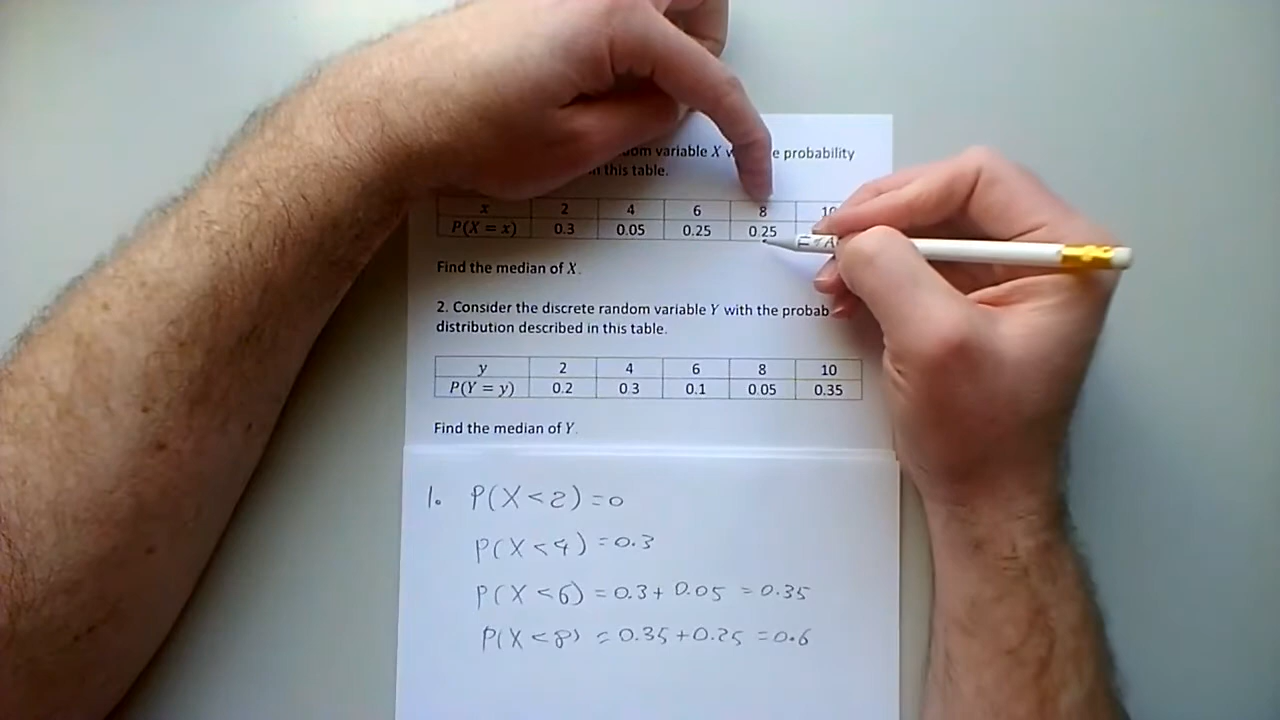 random variable X w e probability
in this table.
x 2 4 6 8 10
P(X = x) 0.3 0.05 0.25 0.25
Find the median of X.
2. Consider the discrete random variable Y with the probab
distribution described in this table.
y 2 4 6 8 10
P(Y = y) 0.2 0.3 0.1 0.05 0.35
Find the median of Y.
1. P(X < 2) = 0
P(X < 4) = 0.3
P(X < 6) = 0.3 + 0.05 = 0.35
P(X < 8) = 0.35 + 0.25 = 0.6